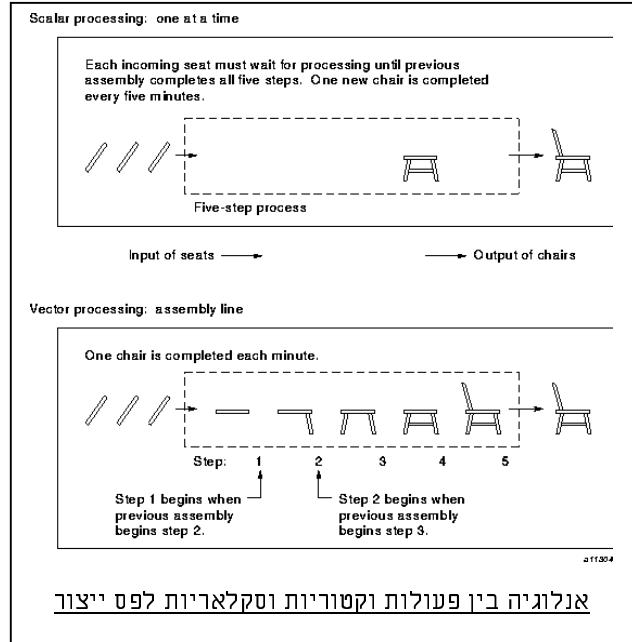 Scalar processing: one at a time
Each incoming seat must wait for processing until previous
assembly completes all five steps. One new chair is completed
every five minutes.
Five-step process
Input of seats
Output of chairs
Vector processing: assembly line
One chair is completed each minute.
Step: 1 2 3 4 5
Step 1 begins when
previous assembly
begins step 2.
Step 2 begins when
previous assembly
begins step 3.
a11364
אנלוגיה בין פעולות וקטוריות וסקלאריות לפס ייצור